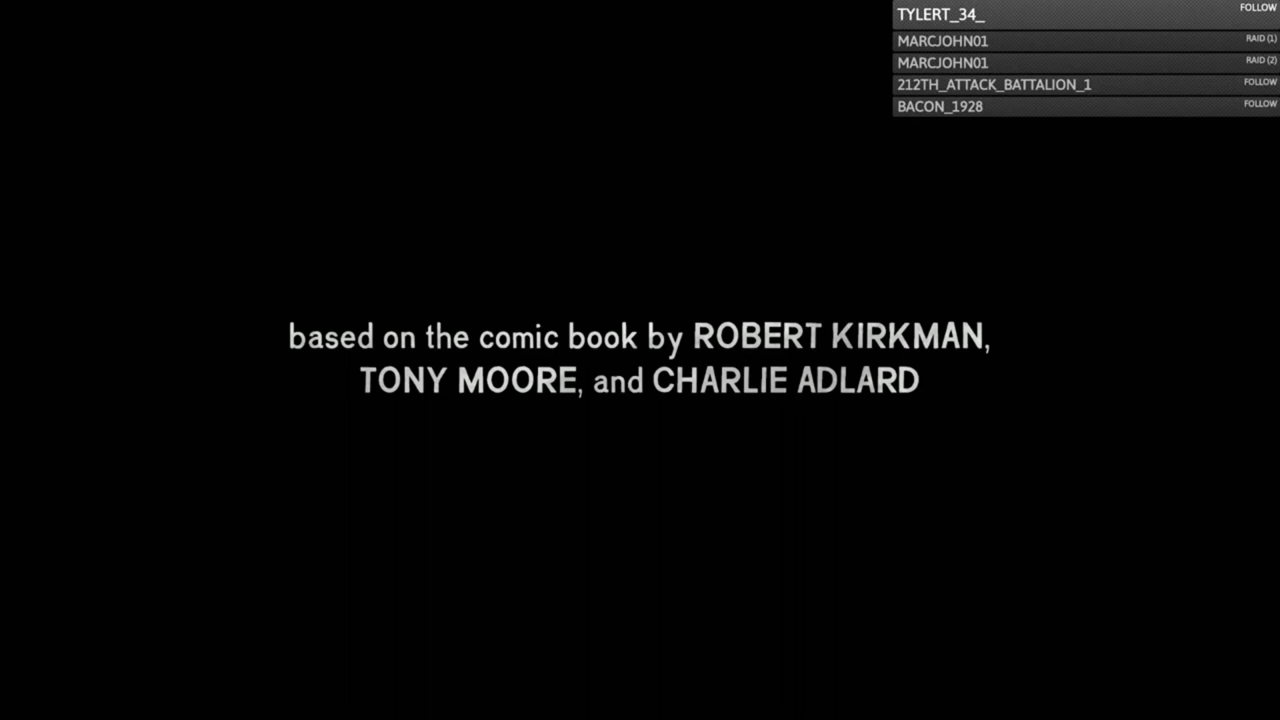 TYLERT_34_ FOLLOW
MARCJOHN01 RAID (1)
MARCJOHN01 RAID (2)
212TH_ATTACK_BATTALION_1 FOLLOW
BACON_1928 FOLLOW
based on the comic book by ROBERT KIRKMAN,
TONY MOORE, and CHARLIE ADLARD